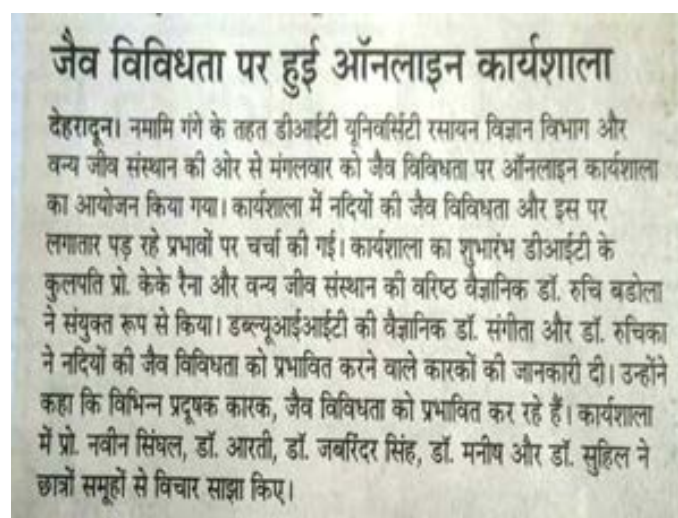 जैव विविधता पर हुई ऑनलाइन कार्यशाला
देहरादून। नमामि गंगे के तहत डीआईटी यूनिवर्सिटी रसायन विज्ञान विभाग और
वन्य जीव संस्थान की ओर से मंगलवार को जैव विविधता पर ऑनलाइन कार्यशाला
का आयोजन किया गया। कार्यशाला में नदियों की जैव विविधता और इस पर
लगातार पड़ रहे प्रभावों पर चर्चा की गई। कार्यशाला का शुभारंभ डीआईटी के
कुलपति प्रो. केके रैना और वन्य जीव संस्थान की वरिष्ठ वैज्ञानिक डॉ. रुचि बडोला
ने संयुक्त रूप से किया। डब्ल्यूआईआईटी की वैज्ञानिक डॉ. संगीता और डॉ. रुचिका
ने नदियों की जैव विविधता को प्रभावित करने वाले कारकों की जानकारी दी। उन्होंने
कहा कि विभिन्न प्रदूषक कारक, जैव विविधता को प्रभावित कर रहे हैं। कार्यशाला
में प्रो. नवीन सिंघल, डॉ. आरती, डॉ. जबरिंदर सिंह, डॉ. मनीष और डॉ. सुहिल ने
छात्रों समूहों से विचार साझा किए।